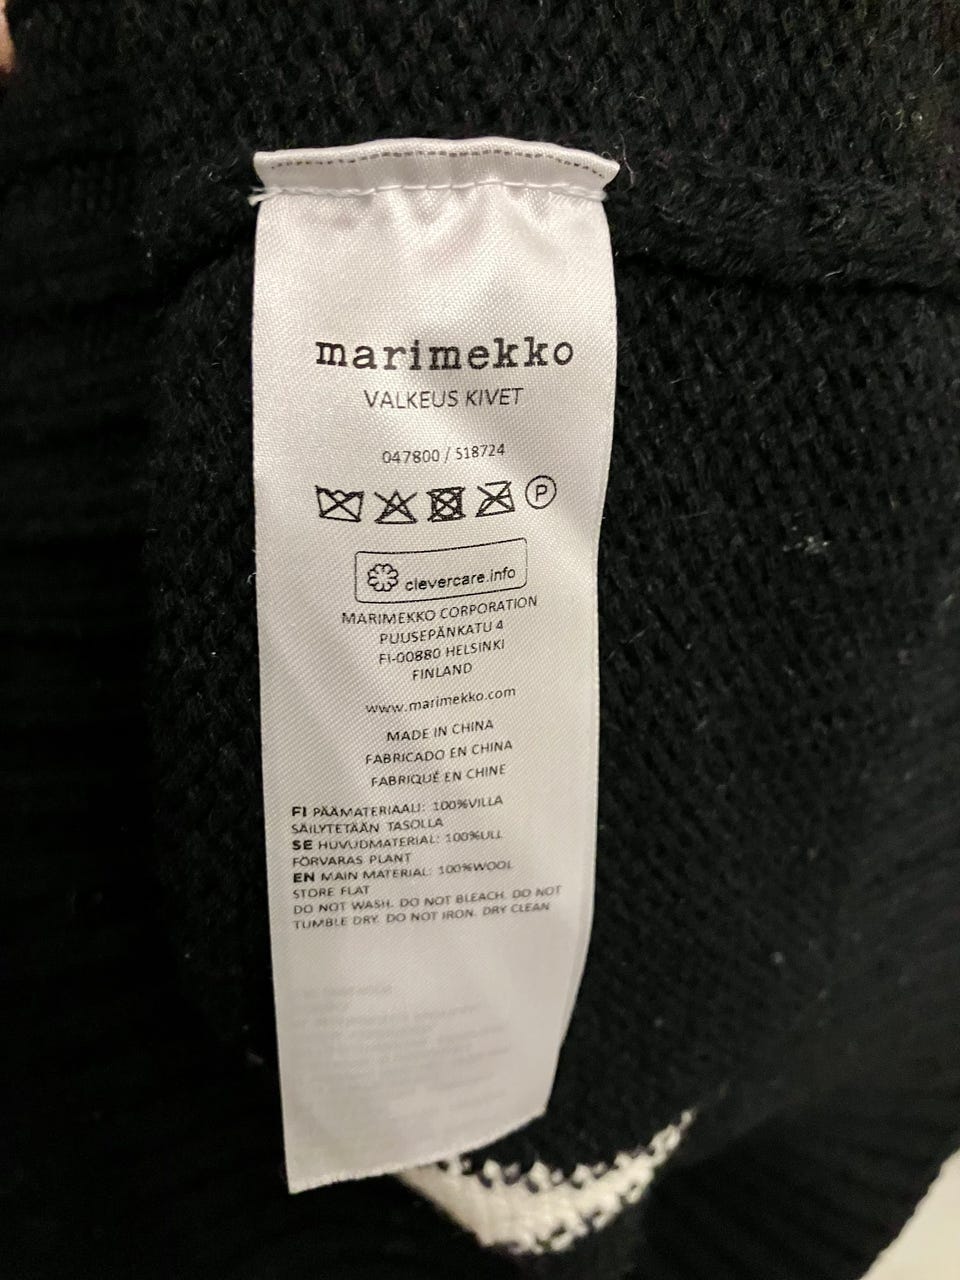 marimekko
VALKEUS KIVET
047800 / 518724
P
clevercare.info
MARIMEKKO CORPORATION
PUUSEPÄNKATU 4
FI-00880 HELSINKI
FINLAND
www.marimekko.com
MADE IN CHINA
FABRICADO EN CHINA
FABRIQUÉ EN CHINE
FI PÄÄMATERIAALI: 100%VILLA
SÄILYTETÄÄN TASOLLA
SE HUVUDMATERIAL: 100%ULL
FÖRVARAS PLANT
EN MAIN MATERIAL: 100%WOOL
STORE FLAT
DO NOT WASH. DO NOT BLEACH. DO NOT
TUMBLE DRY. DO NOT IRON. DRY CLEAN